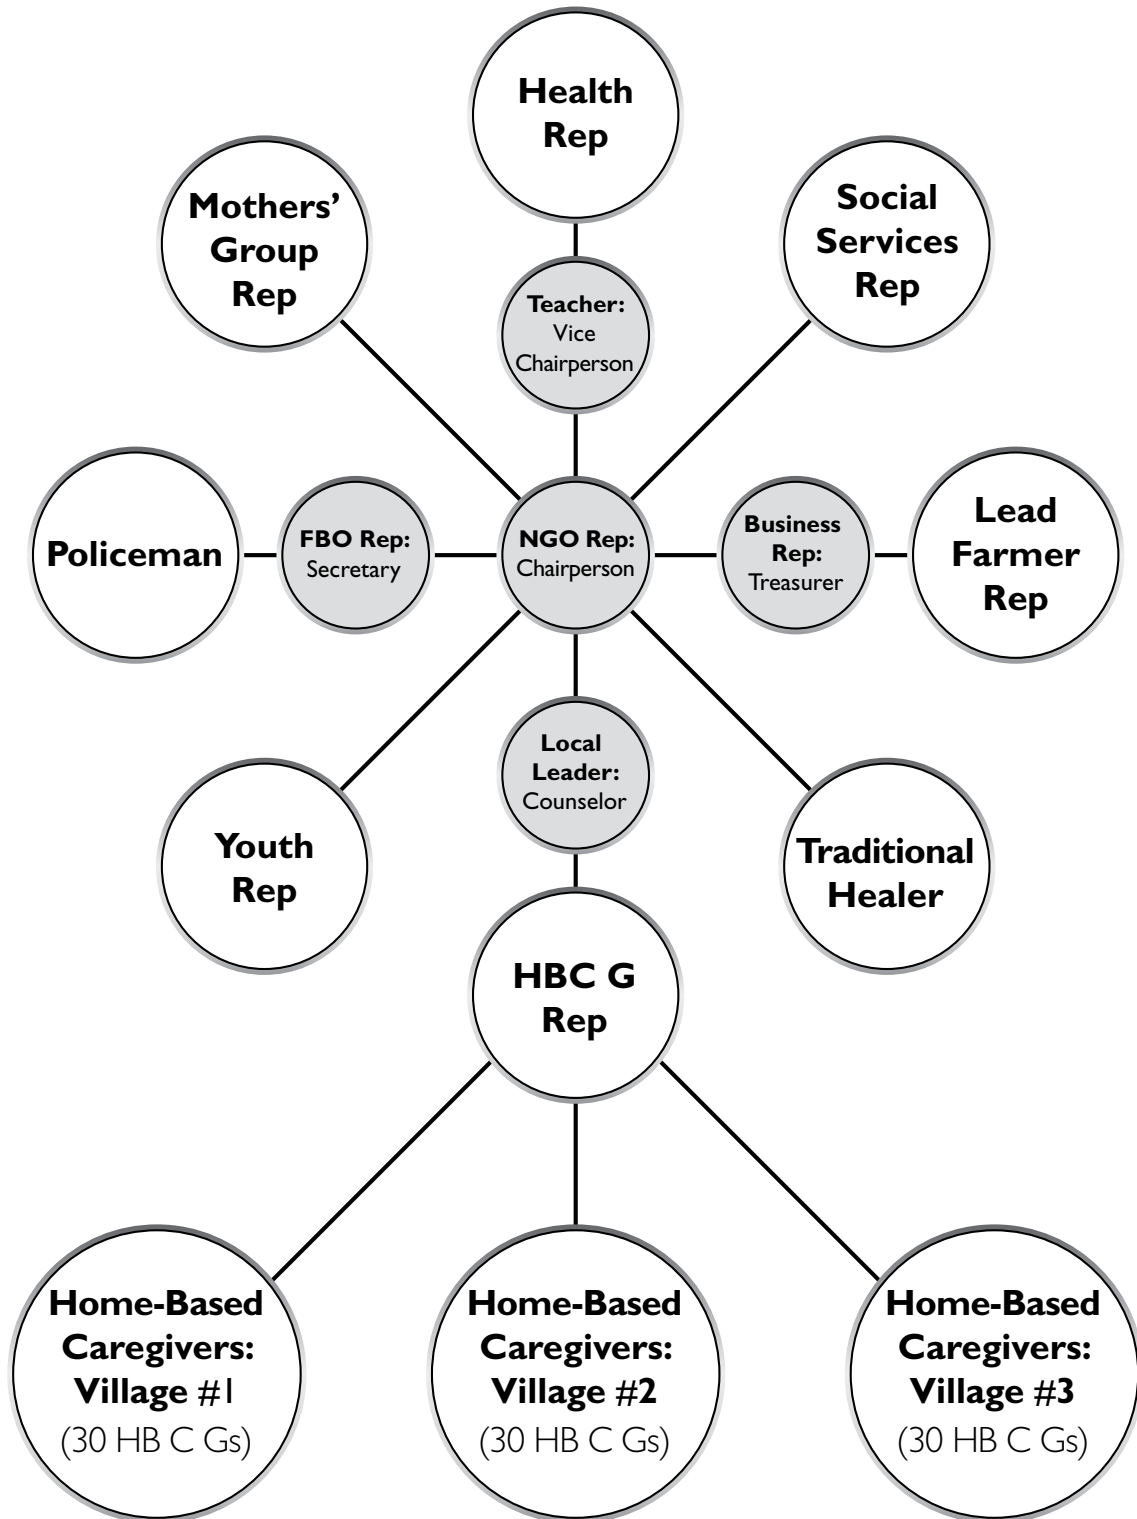 Health
Rep
Mothers’
Group
Rep
Social
Services
Rep
Teacher:
Vice
Chairperson
Policeman
FBO Rep:
Secretary
NGO Rep:
Chairperson
Business
Rep:
Treasurer
Lead
Farmer
Rep
Local
Leader:
Counselor
Youth
Rep
Traditional
Healer
HBC G
Rep
Home-Based
Caregivers:
Village #1
(30 HB C Gs)
Home-Based
Caregivers:
Village #2
(30 HB C Gs)
Home-Based
Caregivers:
Village #3
(30 HB C Gs)